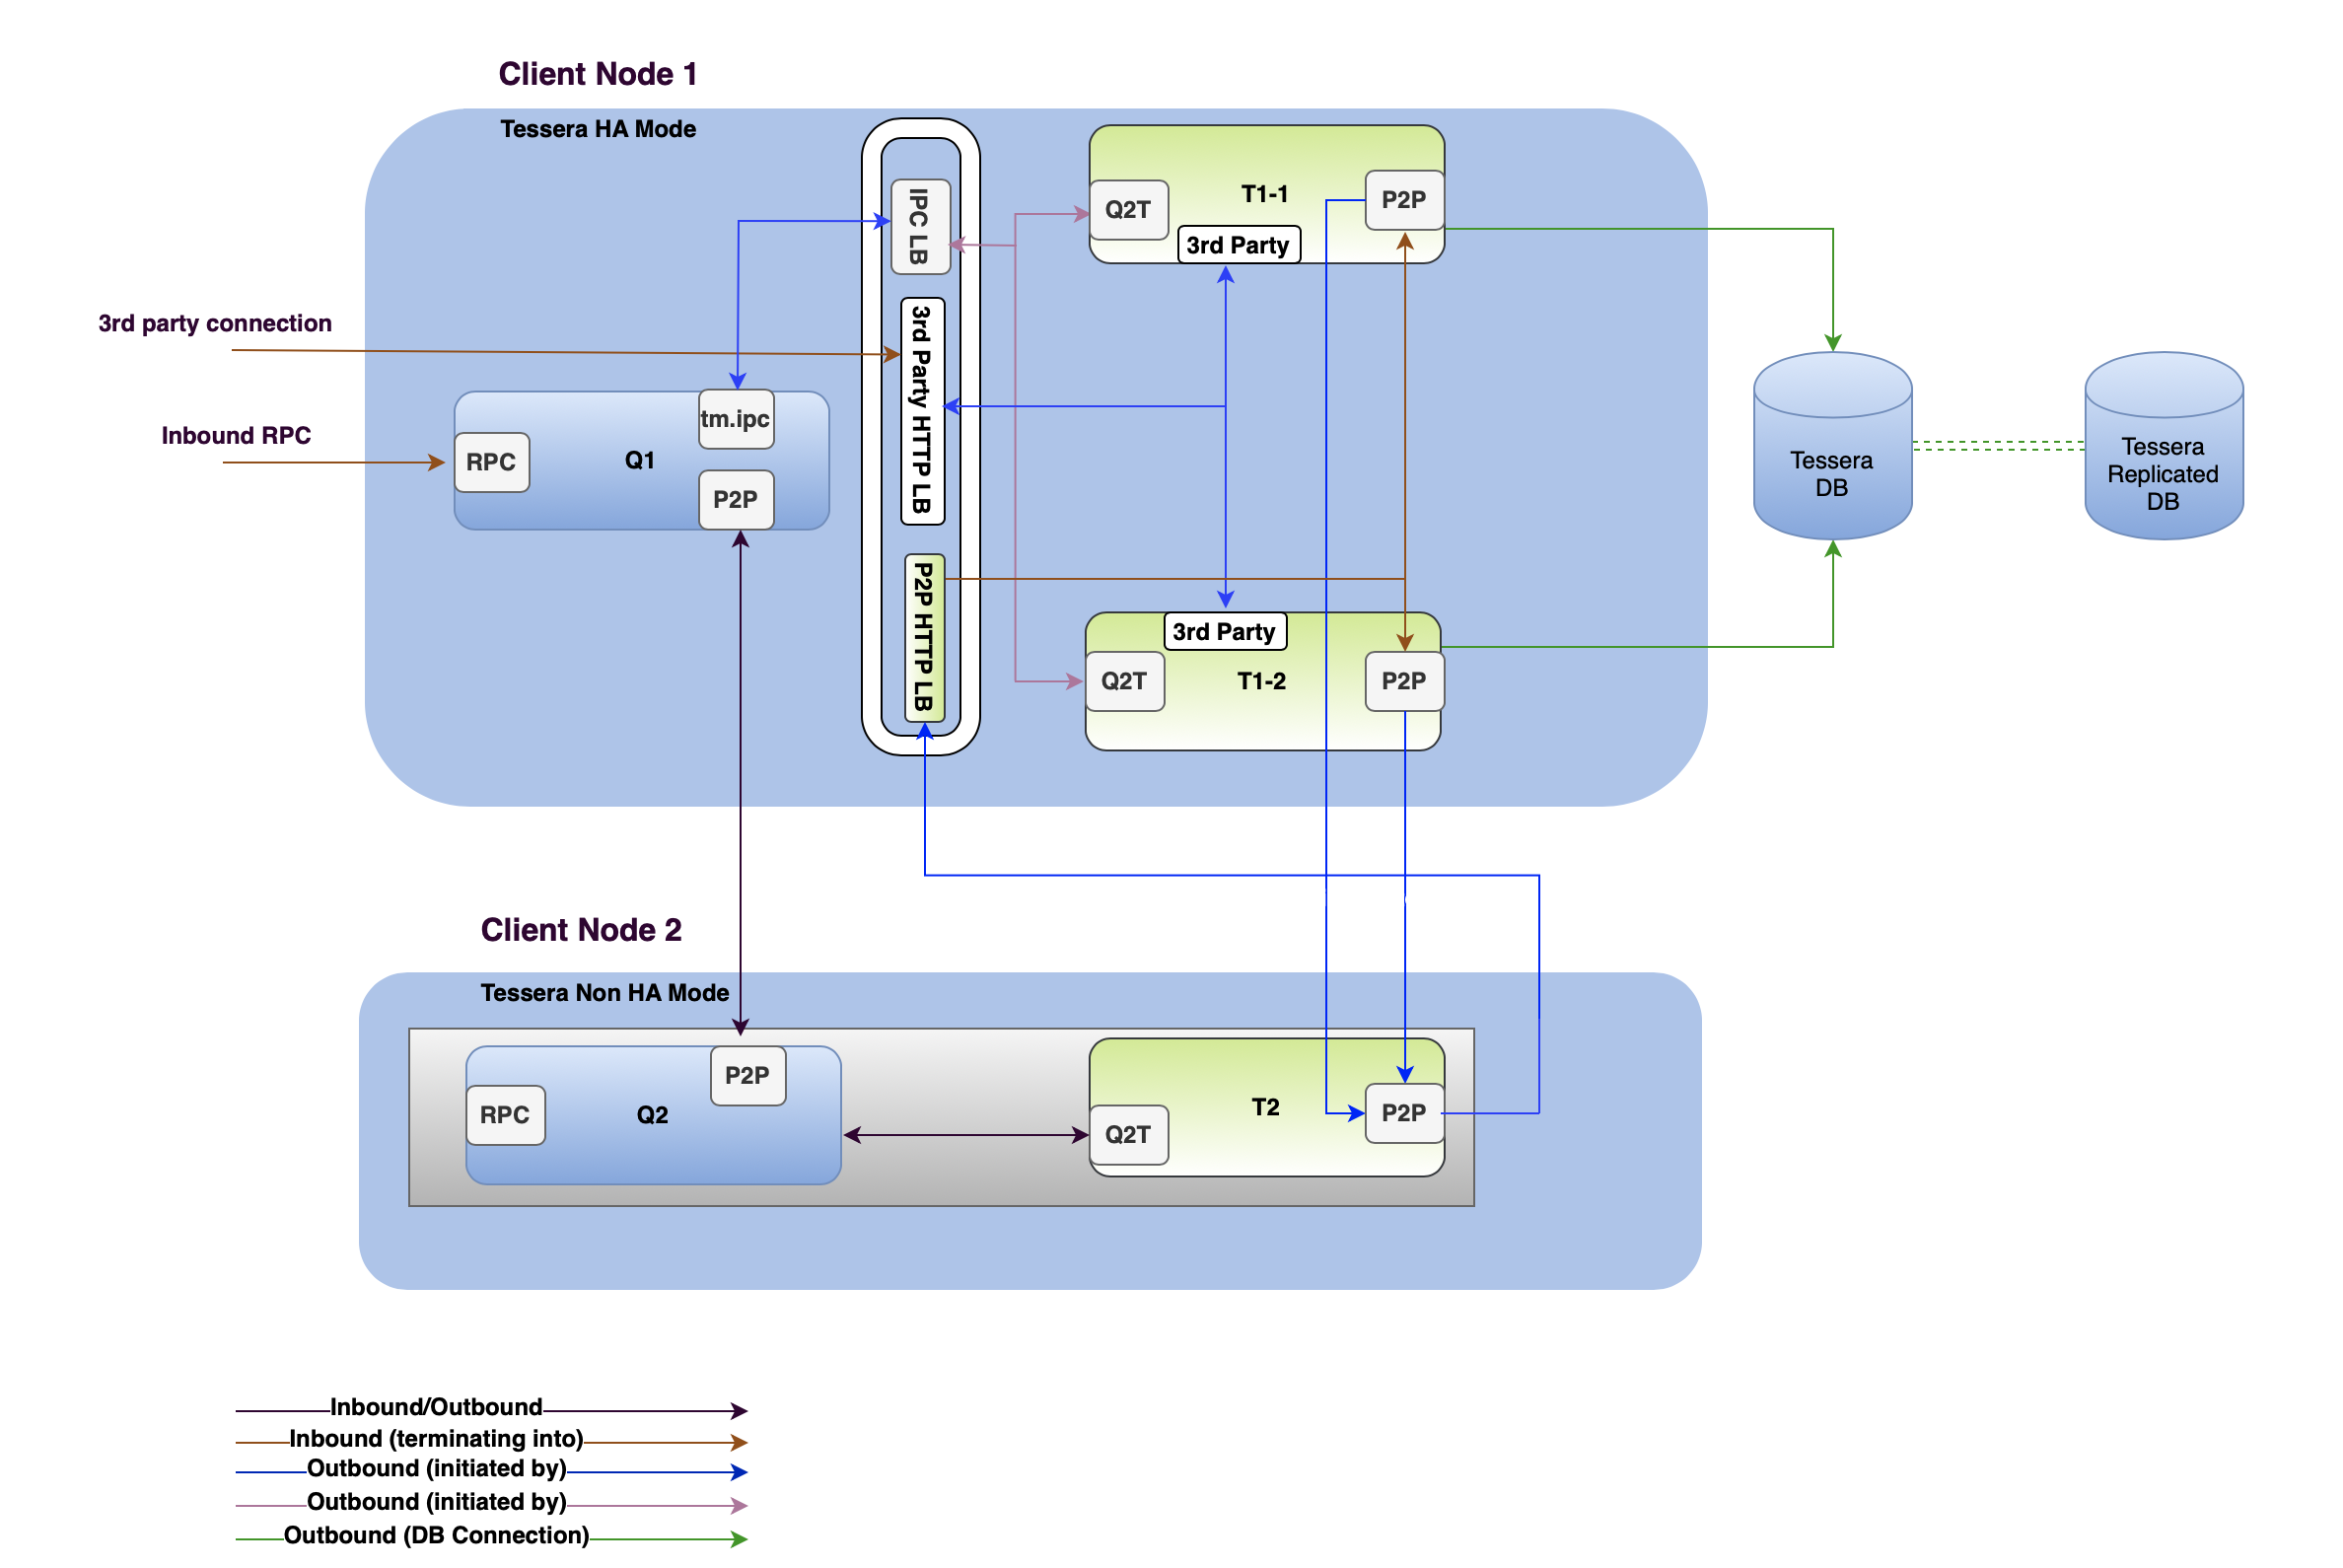 Client Node 1
Tessera HA Mode
IPC LB
T1-1
P2P
Q2T
3rd Party
3rd party connection
3rd Party HTTP LB
Inbound RPC
tm.ipc
RPC
Q1
P2P
Tessera
DB
Tessera
Replicated
DB
P2P HTTP LB
3rd Party
Q2T
T1-2
P2P
Client Node 2
Tessera Non HA Mode
P2P
RPC
Q2
T2
P2P
Q2T
Inbound/Outbound
Inbound (terminating into)
Outbound (initiated by)
Outbound (initiated by)
Outbound (DB Connection)